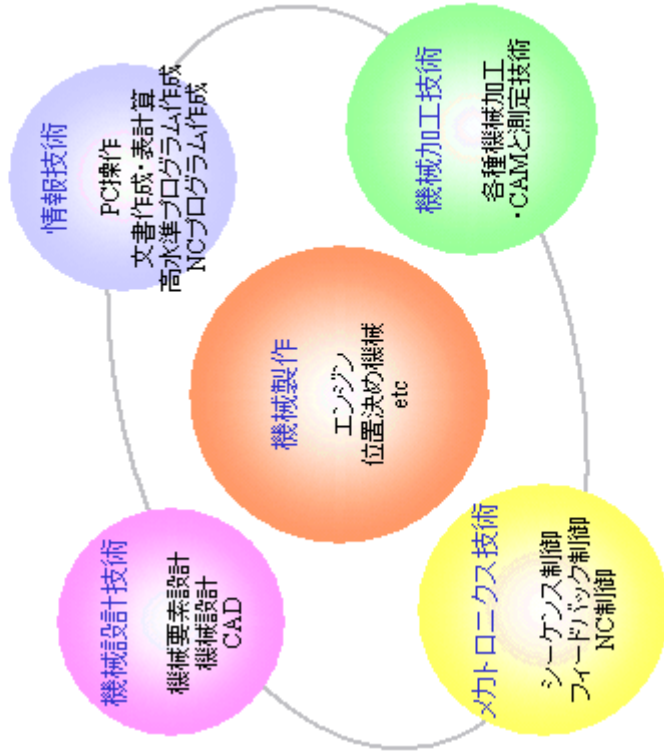 機械設計技術
機械要素設計
機械設計
CAD
情報技術
PC操作
文書作成・表計算
高水準プログラム作成
NCプログラム作成
機械製作
エンジン
位置決め機械
etc
メカトロニクス技術
シーケンス制御
フィードバック制御
NC制御
機械加工技術
各種機械加工
・CAMと測定技術